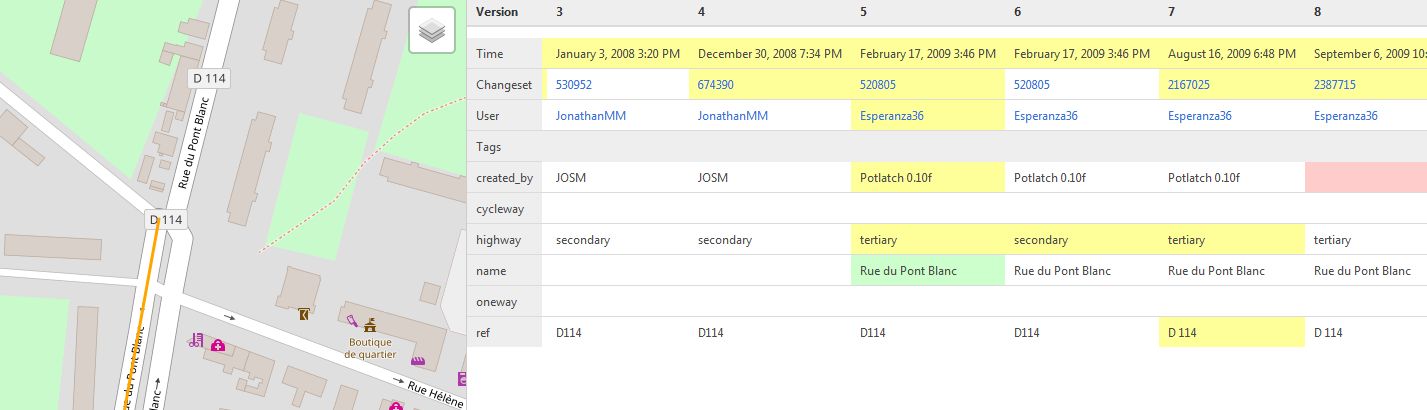 D 114
Rue du Pont Blanc
D 114
Boutique
de quartier
Rue Hélène
Rue du Pont Blanc
Blanc
Version 3 4 5 6 7 8
Time January 3, 2008 3:20 PM December 30, 2008 7:34 PM February 17, 2009 3:46 PM February 17, 2009 3:46 PM August 16, 2009 6:48 PM September 6, 2009 10:
Changeset 530952 674390 520805 520805 2167025 2387715
User JonathanMM JonathanMM Esperanza36 Esperanza36 Esperanza36 Esperanza36
Tags
created_by JOSM JOSM Potlatch 0.10f Potlatch 0.10f Potlatch 0.10f
cycleway
highway secondary secondary tertiary secondary tertiary tertiary
name Rue du Pont Blanc Rue du Pont Blanc Rue du Pont Blanc Rue du Pont Blanc
oneway
ref D114 D114 D114 D114 D 114 D 114